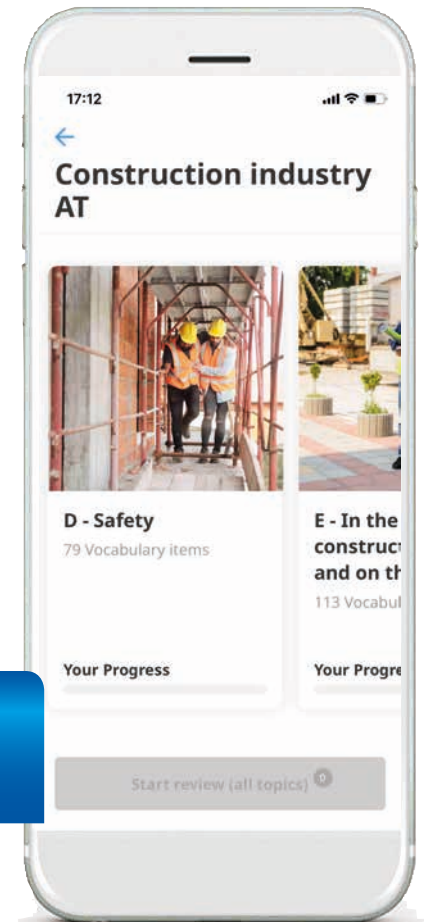 17:12
Construction industry
AT
D - Safety
79 Vocabulary items
Your Progress
E - In the
construct
and on th
113 Vocabul
Your Progre
Start review (all topics) 0